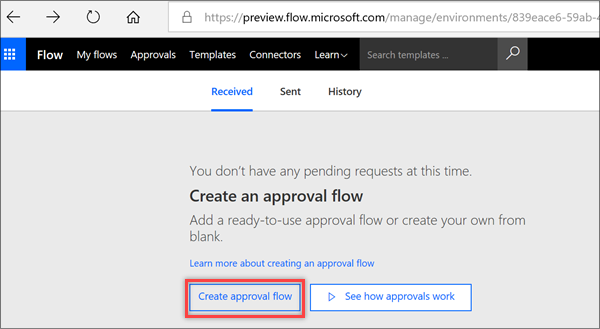 https://preview.flow.microsoft.com/manage/environments/839eace6-59ab-4
Flow My flows Approvals Templates Connectors Learn Search templates ...
Received Sent History
You don't have any pending requests at this time.
Create an approval flow
Add a ready-to-use approval flow or create your own from
blank.
Learn more about creating an approval flow
Create approval flow See how approvals work